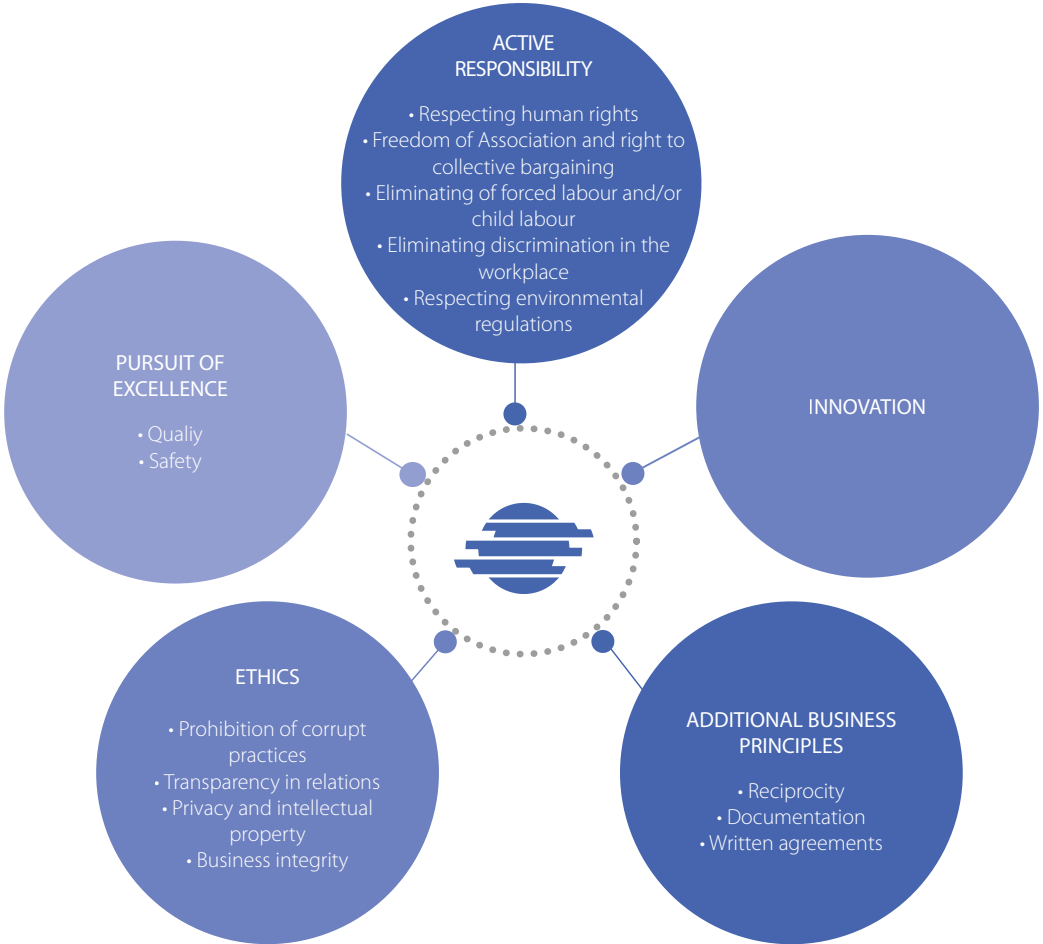 ACTIVE
RESPONSIBILITY
• Respecting human rights
• Freedom of Association and right to
collective bargaining
• Eliminating of forced labour and/or
child labour
• Eliminating discrimination in the
workplace
• Respecting environmental
regulations
PURSUIT OF
EXCELLENCE
• Qualiy
• Safety
INNOVATION
ETHICS
• Prohibition of corrupt
practices
• Transparency in relations
• Privacy and intellectual
property
• Business integrity
ADDITIONAL BUSINESS
PRINCIPLES
• Reciprocity
• Documentation
• Written agreements